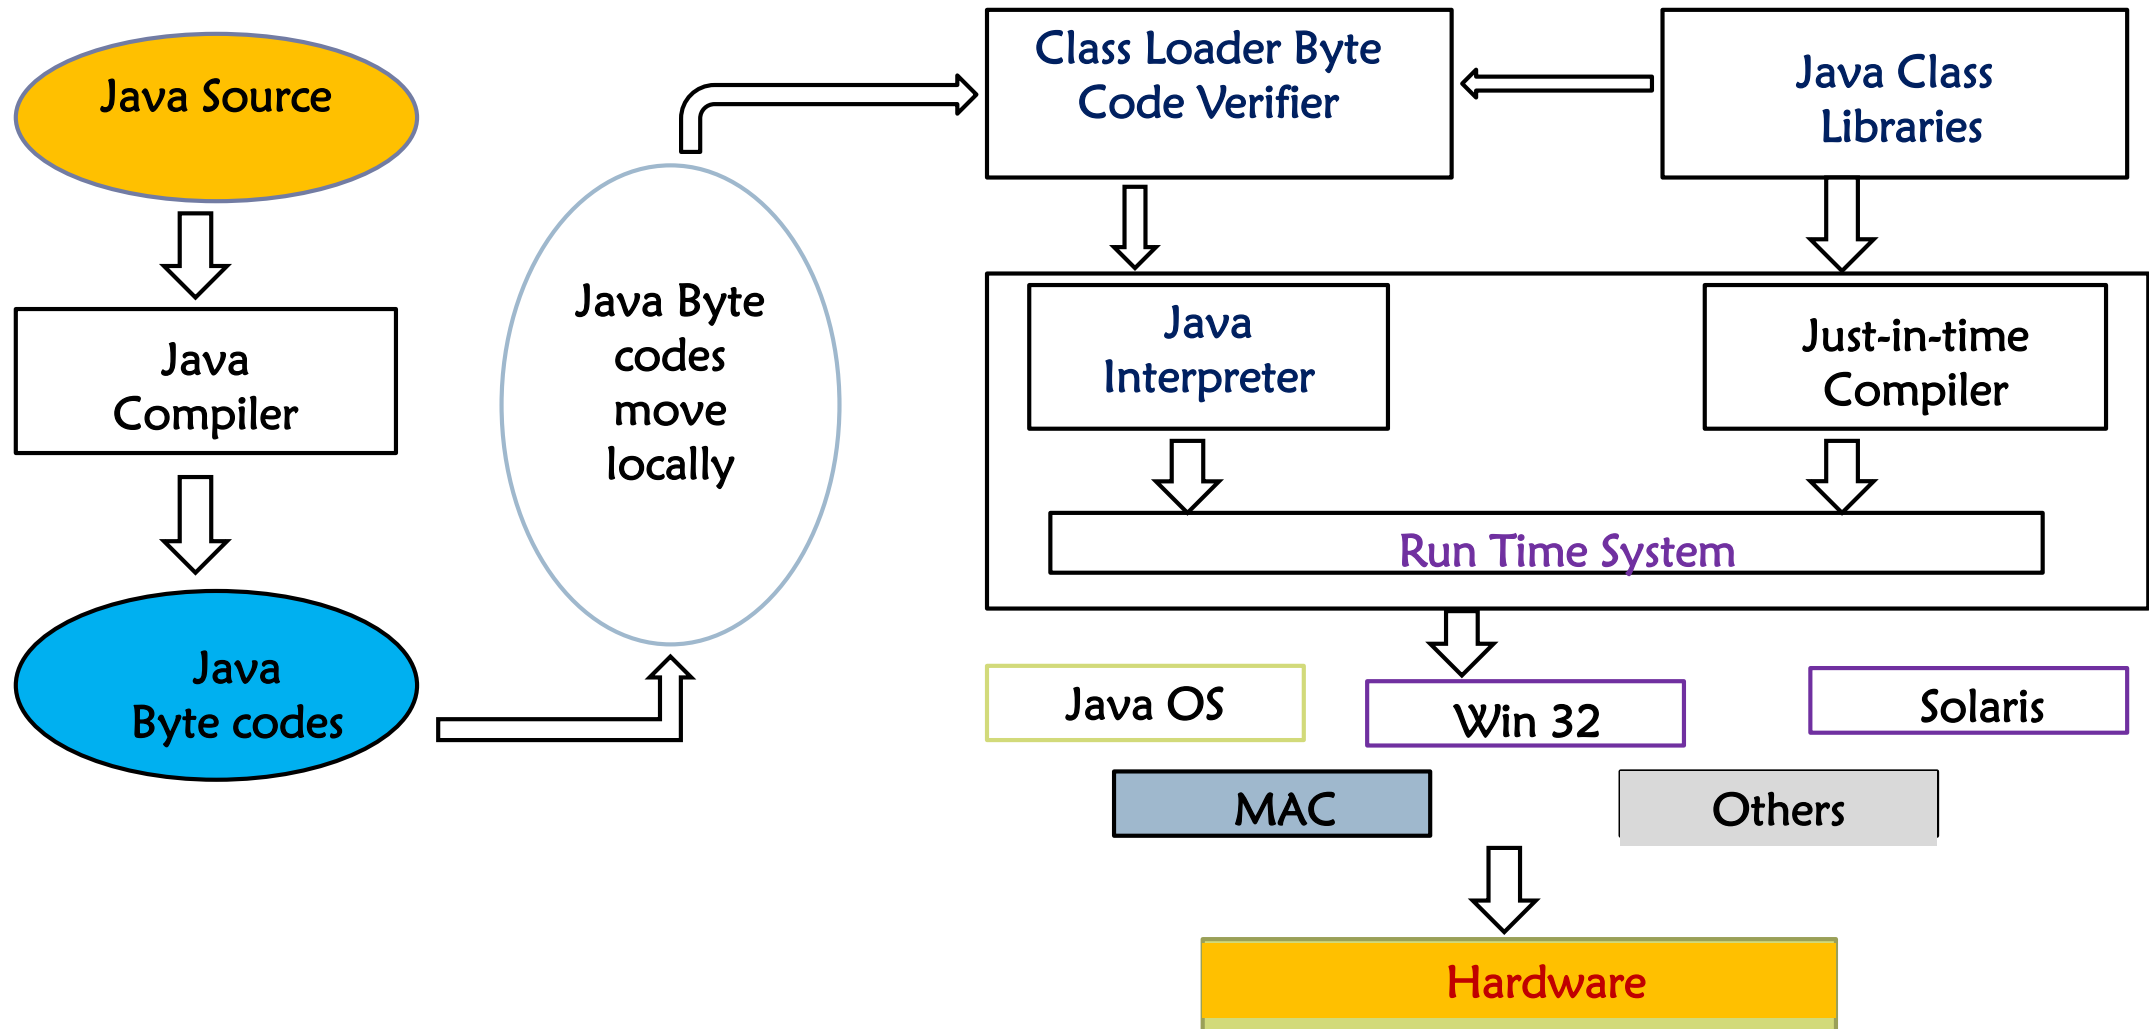 Java Source
Java
Compiler
Java
Byte codes
Java Byte
codes
move
locally
Class Loader Byte
Code Verifier
Java Class
Libraries
Java
Interpreter
Just-in-time
Compiler
Run Time System
Java OS
Win 32
Solaris
MAC
Others
Hardware